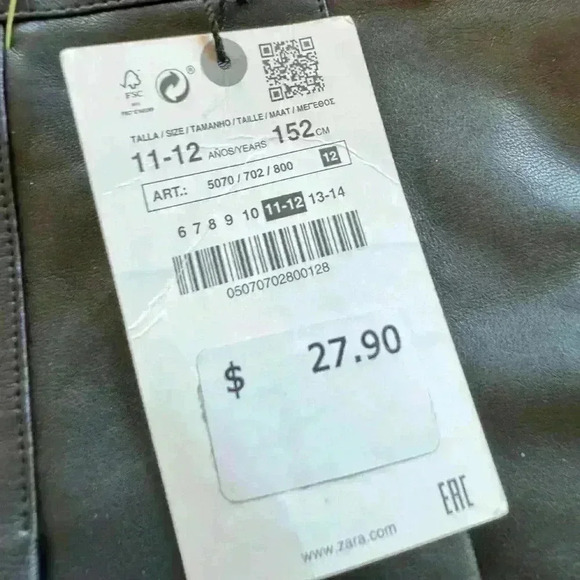 FSC
TALLA / SIZE / TAMANHO / TAILLE / MAAT / ΜΕΓΕΘΟΣ
11-12 AÑOS/YEARS 152 CM
ART.: 5070 / 702 / 800 12
6 7 8 9 10 11-12 13-14
05070702800128
$ 27.90
EAC
www.zara.com